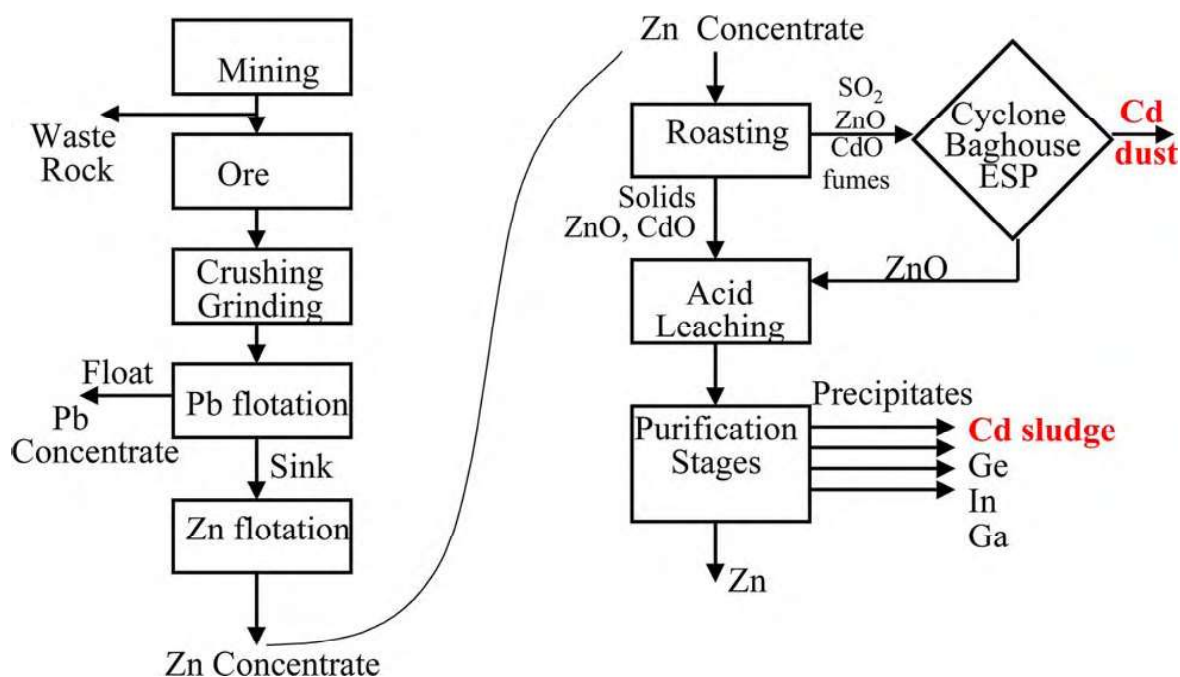 Mining
Waste
Rock
Ore
Crushing
Grinding
Float
Pb
Concentrate
Pb flotation
Sink
Zn flotation
Zn Concentrate
Zn Concentrate
Roasting
SO₂
ZnO
CdO
fumes
Cyclone
Baghouse
ESP
Cd
dust
Solids
ZnO, CdO
ZnO
Acid
Leaching
Purification
Stages
Precipitates
Cd sludge
Ge
In
Ga
Zn